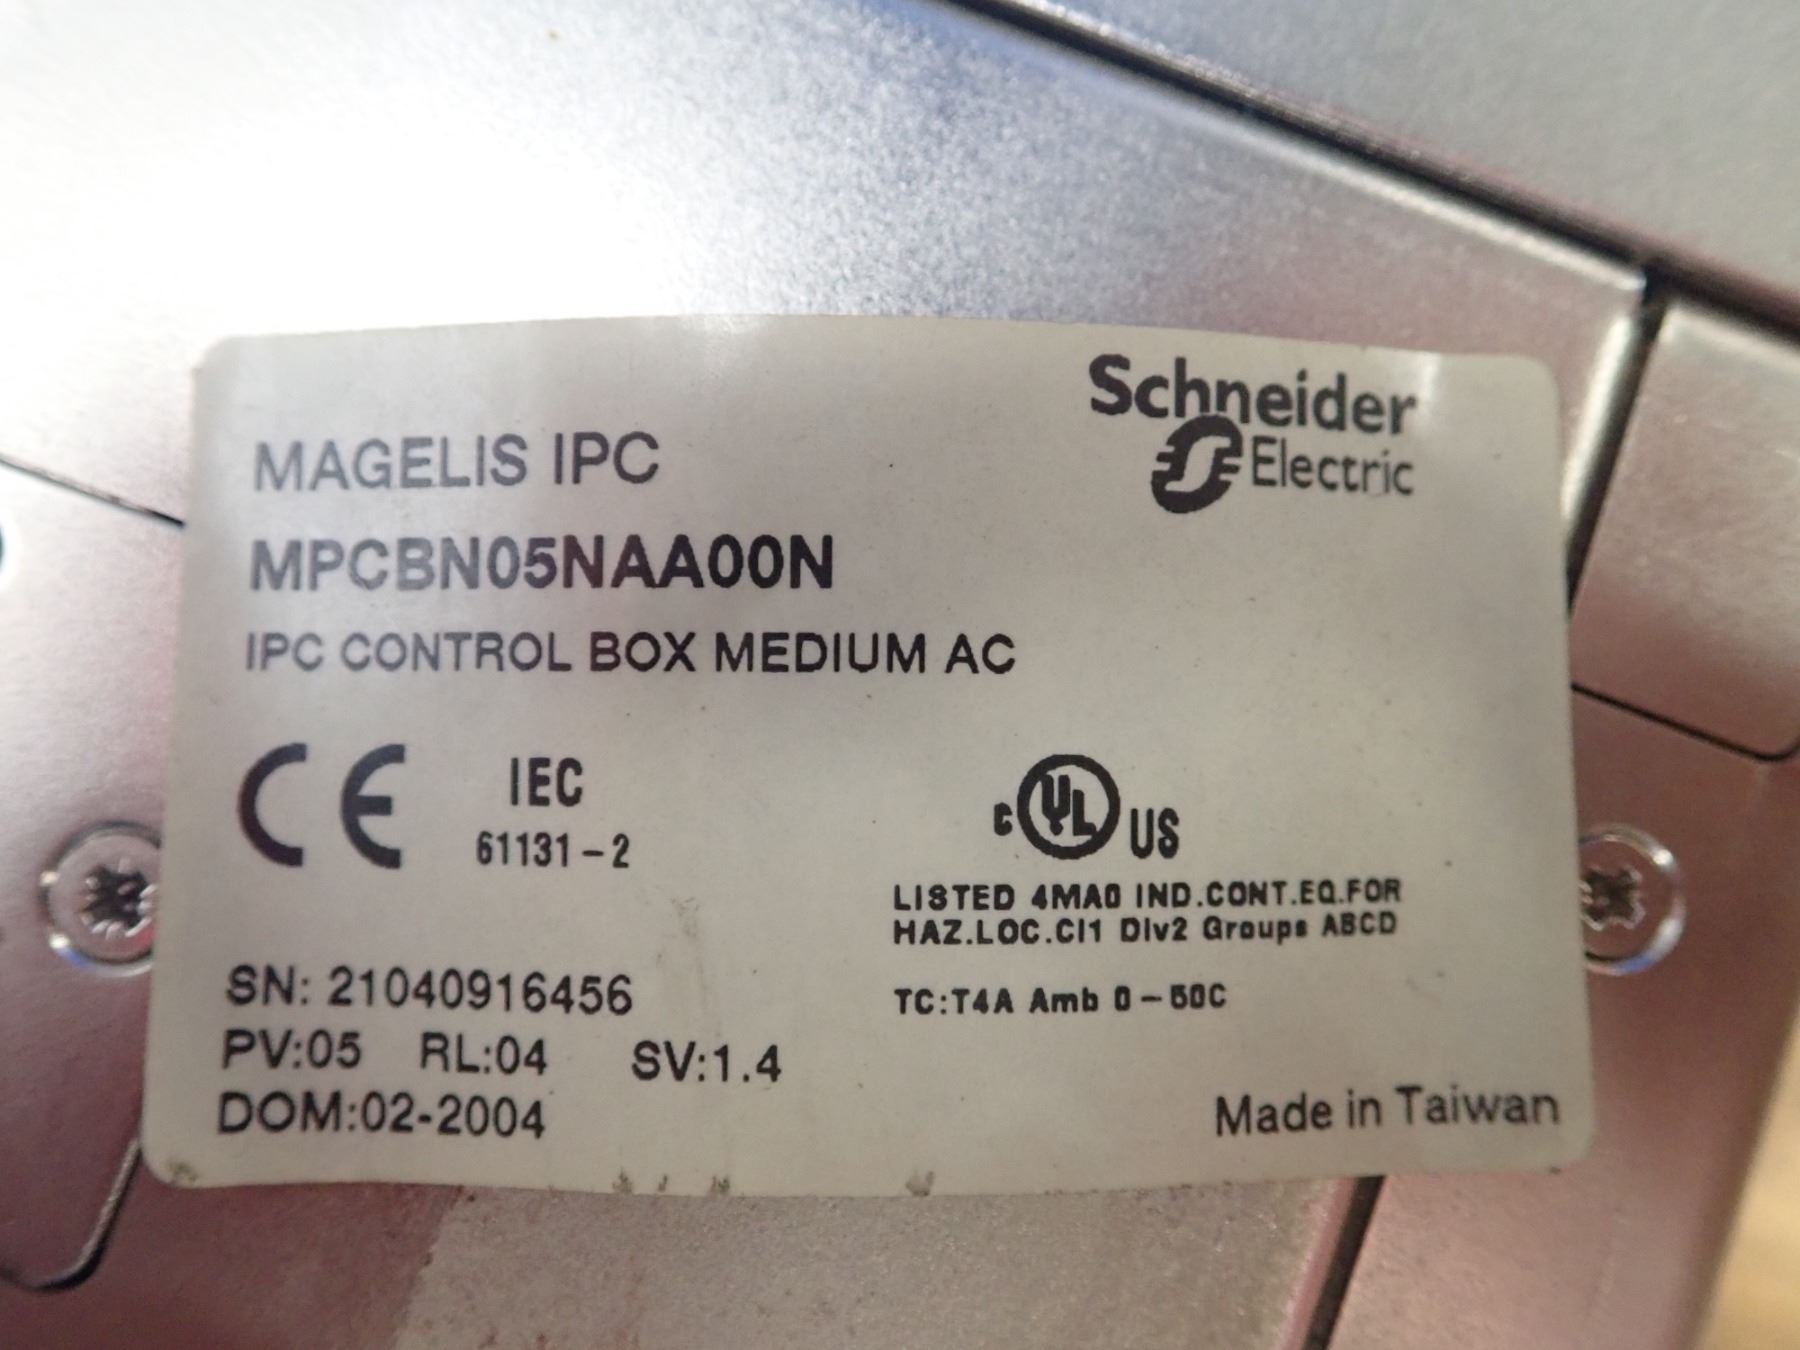 Schneider
Electric
MAGELIS IPC
MPCBN05NAA00N
IPC CONTROL BOX MEDIUM AC
CE
IEC
61131-2
c UL US
LISTED 4MA0 IND.CONT.EQ.FOR
HAZ.LOC.Cl1 Div2 Groups ABCD
TC:T4A Amb 0-50C
SN: 21040916456
PV:05 RL:04 SV:1.4
DOM:02-2004
Made in Taiwan